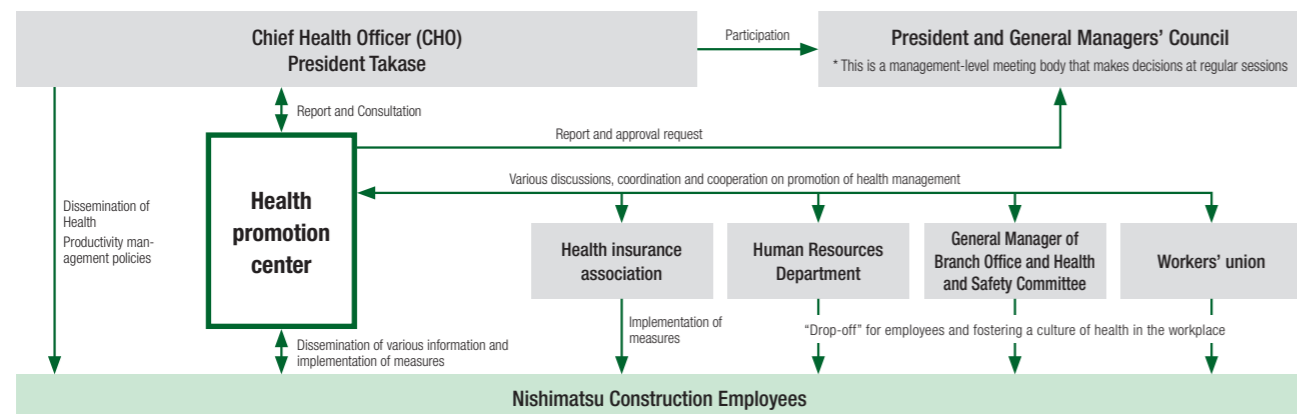 Chief Health Officer (CHO)
President Takase
Participation
President and General Managers' Council
* This is a management-level meeting body that makes decisions at regular sessions
Report and Consultation
Report and approval request
Health
promotion
center
Various discussions, coordination and cooperation on promotion of health management
Dissemination of
Health
Productivity man-
agement policies
Health insurance
association
Human Resources
Department
General Manager of
Branch Office and Health
and Safety Committee
Workers' union
Implementation of
measures
"Drop-off" for employees and fostering a culture of health in the workplace
Dissemination of various information and
implementation of measures
Nishimatsu Construction Employees